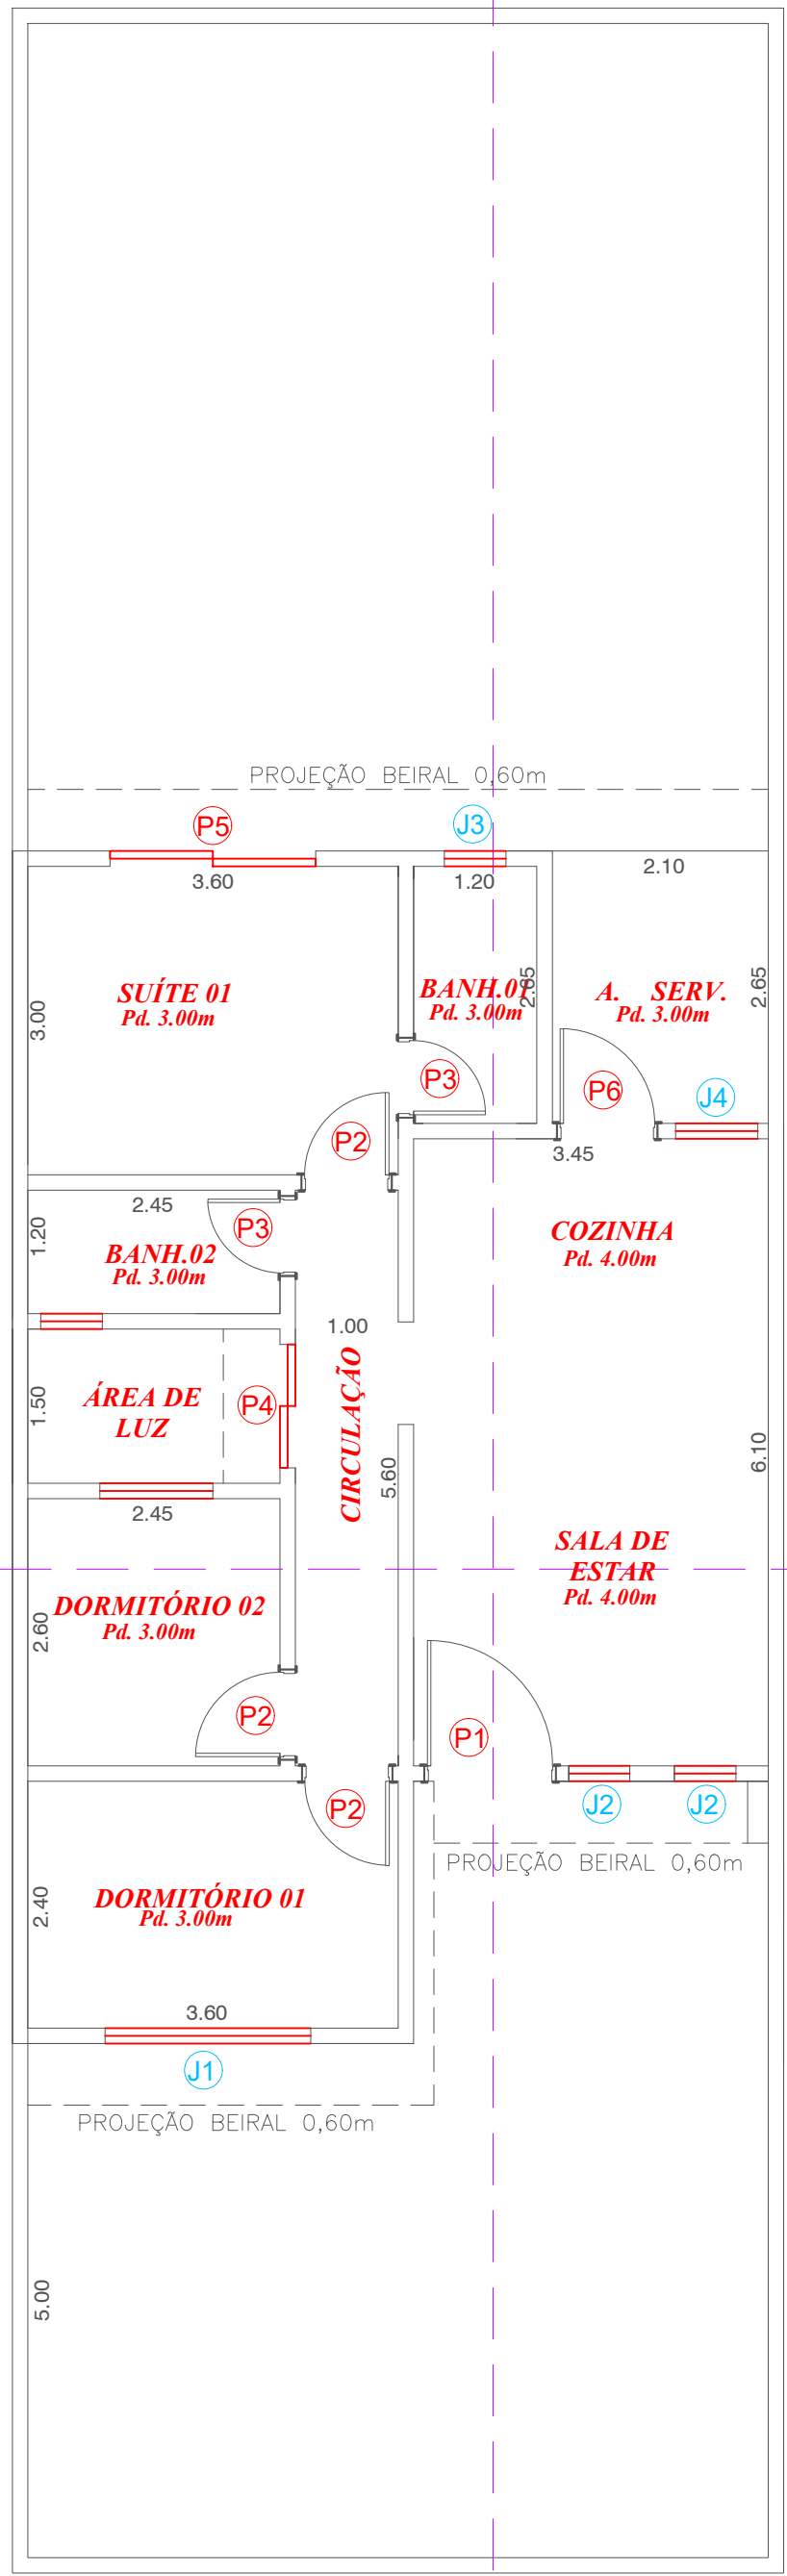 PROJEÇÃO BEIRAL 0,60m
P5
J3
3.60
1.20
2.10
SUÍTE 01
Pd. 3.00m
3.00
BANH.01
Pd. 3.00m
2.65
A. SERV.
Pd. 3.00m
2.65
P3
P6
J4
P2
3.45
2.45
P3
1.20
BANH.02
Pd. 3.00m
COZINHA
Pd. 4.00m
1.00
ÁREA DE
LUZ
1.50
P4
CIRCULAÇÃO
5.60
6.10
2.45
SALA DE
ESTAR
Pd. 4.00m
DORMITÓRIO 02
Pd. 3.00m
2.60
P2
P1
P2
J2
J2
PROJEÇÃO BEIRAL 0,60m
DORMITÓRIO 01
Pd. 3.00m
2.40
3.60
J1
PROJEÇÃO BEIRAL 0,60m
5.00